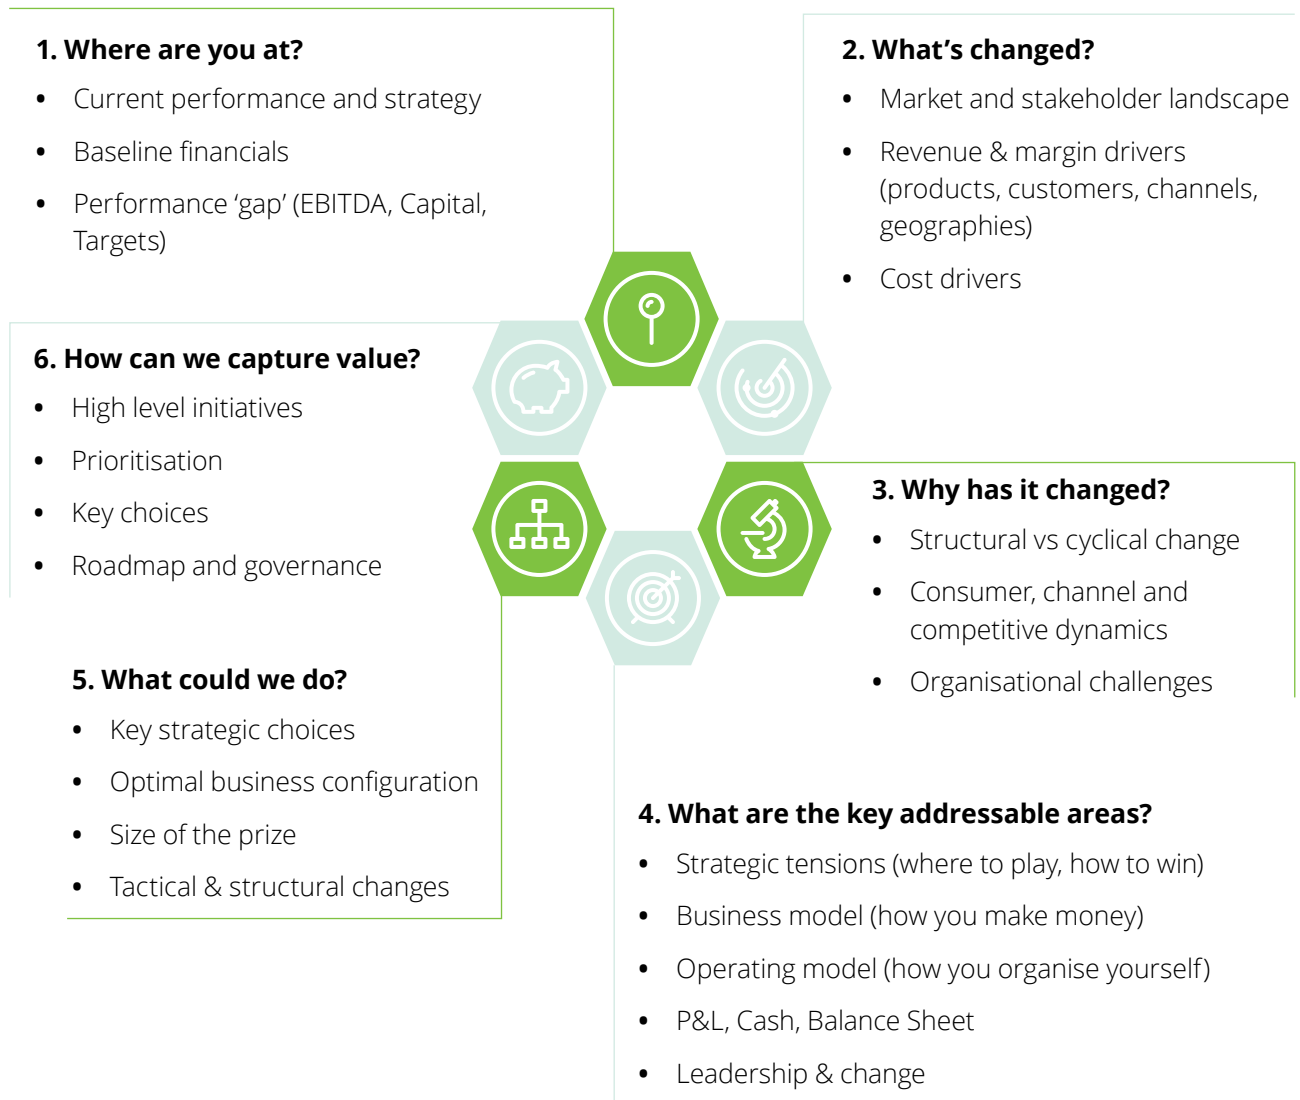 1. Where are you at?
• Current performance and strategy
• Baseline financials
• Performance ‘gap’ (EBITDA, Capital,
Targets)
2. What’s changed?
• Market and stakeholder landscape
• Revenue & margin drivers
(products, customers, channels,
geographies)
• Cost drivers
3. Why has it changed?
• Structural vs cyclical change
• Consumer, channel and
competitive dynamics
• Organisational challenges
4. What are the key addressable areas?
• Strategic tensions (where to play, how to win)
• Business model (how you make money)
• Operating model (how you organise yourself)
• P&L, Cash, Balance Sheet
• Leadership & change
5. What could we do?
• Key strategic choices
• Optimal business configuration
• Size of the prize
• Tactical & structural changes
6. How can we capture value?
• High level initiatives
• Prioritisation
• Key choices
• Roadmap and governance